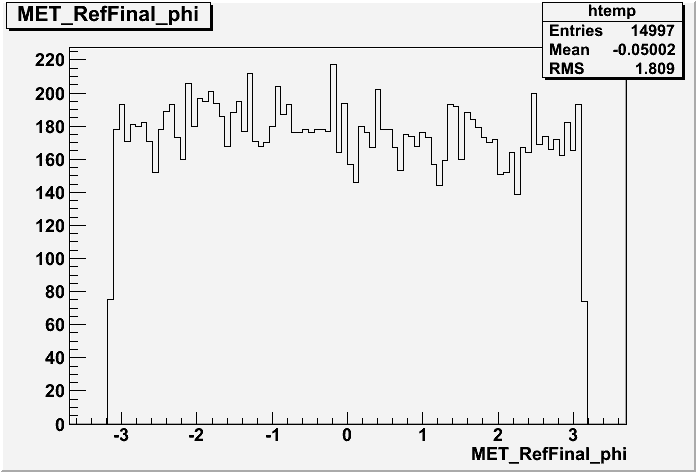 MET_RefFinal_phi
htemp
Entries 14997
Mean -0.05002
RMS 1.809
220
200
180
160
140
120
100
80
60
40
20
0
-3 -2 -1 0 1 2 3
MET_RefFinal_phi